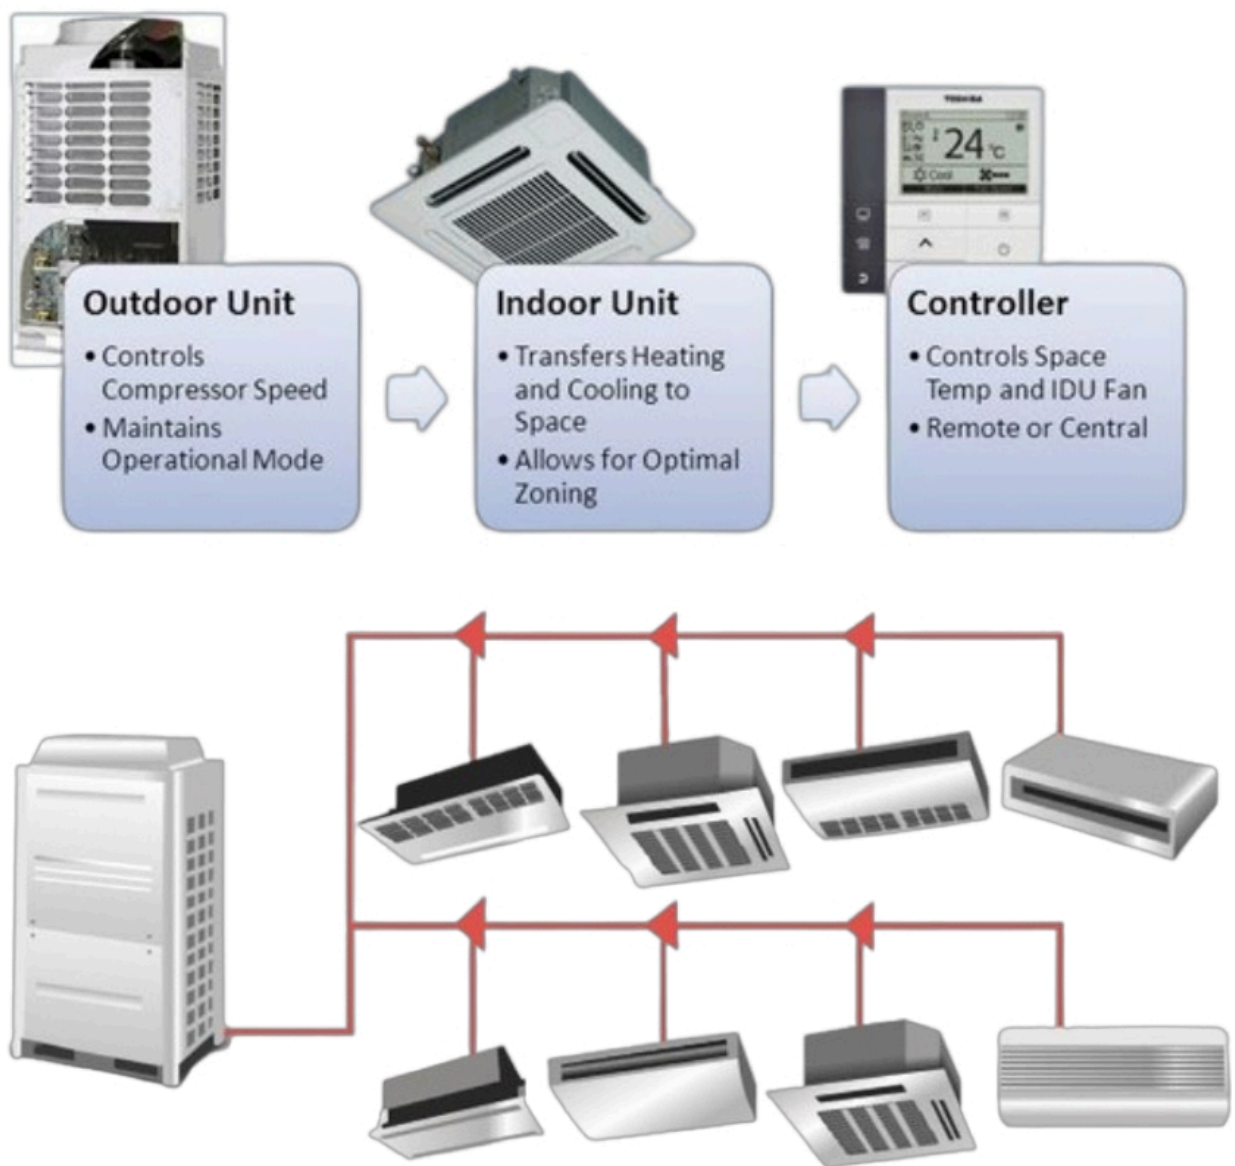 TOSHIBA
24 °C
Cool
Outdoor Unit
• Controls
Compressor Speed
• Maintains
Operational Mode
Indoor Unit
• Transfers Heating
and Cooling to
Space
• Allows for Optimal
Zoning
Controller
• Controls Space
Temp and IDU Fan
• Remote or Central